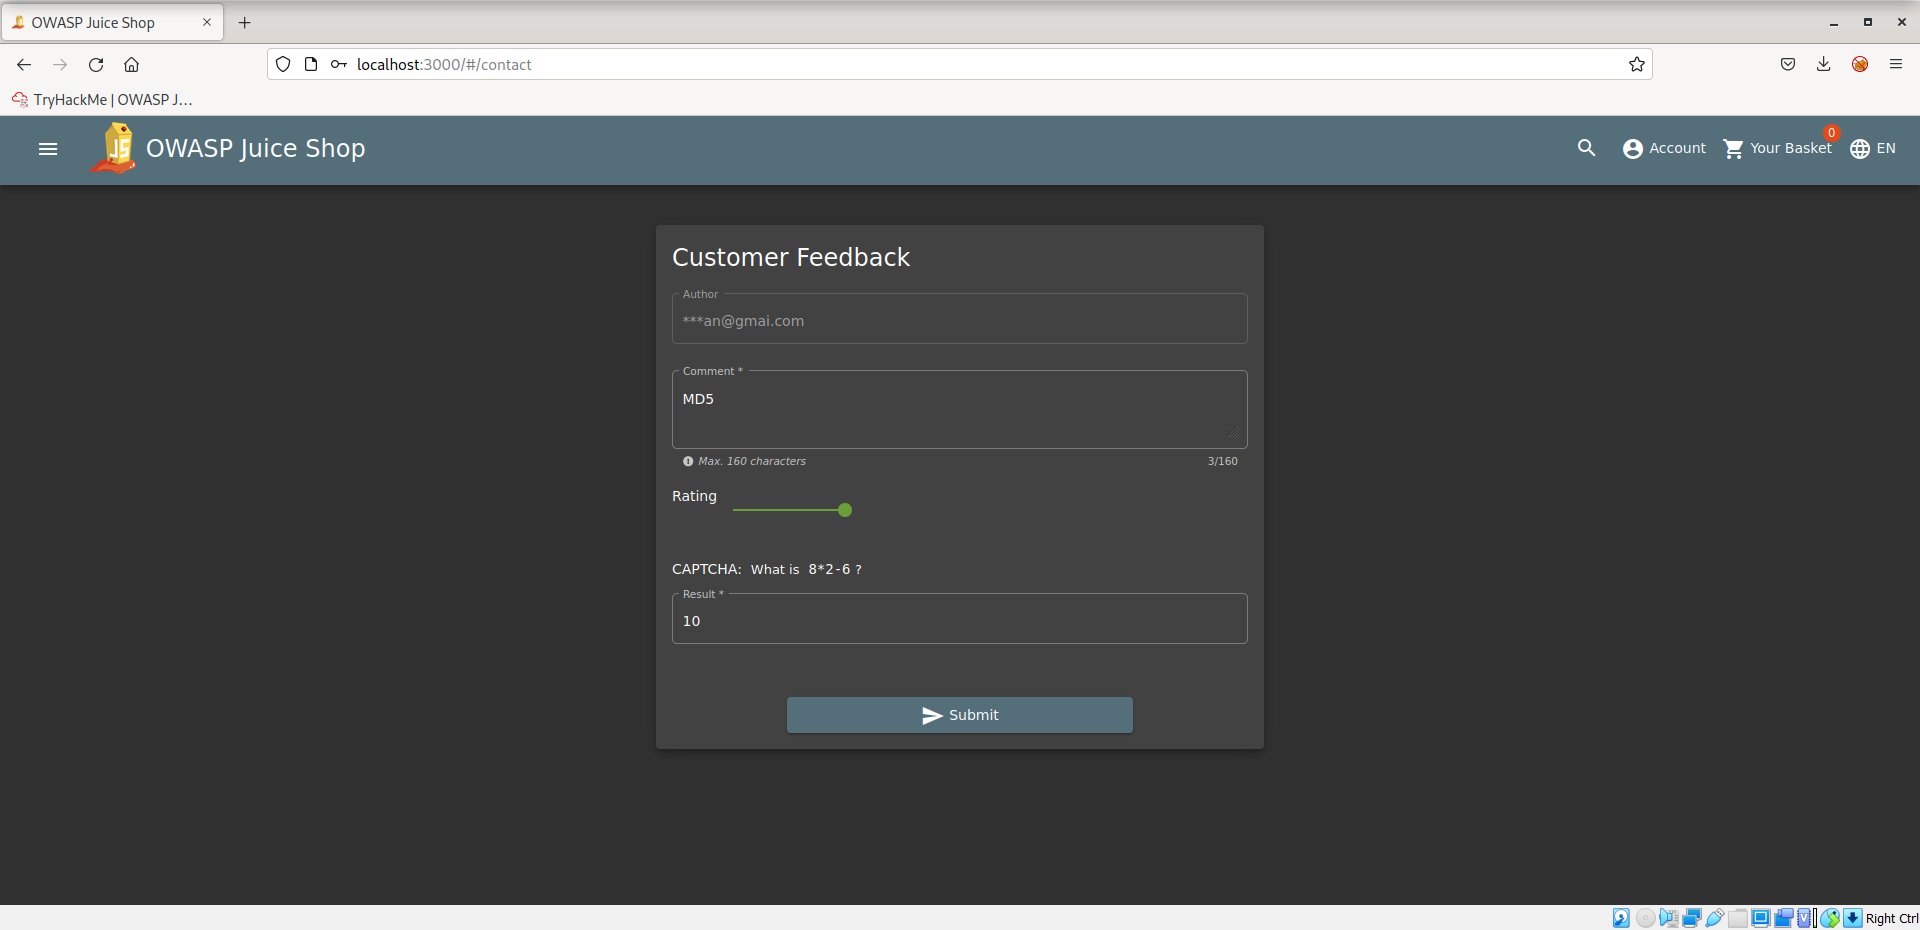 OWASP Juice Shop
localhost:3000/#/contact
TryHackMe | OWASP J...
OWASP Juice Shop
0
Account
Your Basket
EN
Customer Feedback
Author
***an@gmai.com
Comment *
MD5
Max. 160 characters
3/160
Rating
CAPTCHA: What is 8*2-6 ?
Result *
10
Submit
Right Ctrl